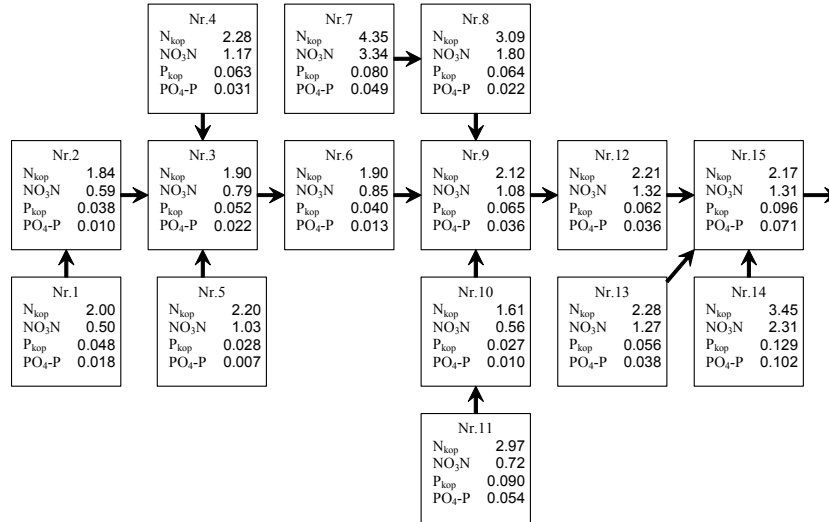 Nr.4
Nkop 2.28
NO3N 1.17
Pkop 0.063
PO4-P 0.031
Nr.7
Nkop 4.35
NO3N 3.34
Pkop 0.080
PO4-P 0.049
Nr.8
Nkop 3.09
NO3N 1.80
Pkop 0.064
PO4-P 0.022
Nr.2
Nkop 1.84
NO3N 0.59
Pkop 0.038
PO4-P 0.010
Nr.3
Nkop 1.90
NO3N 0.79
Pkop 0.052
PO4-P 0.022
Nr.6
Nkop 1.90
NO3N 0.85
Pkop 0.040
PO4-P 0.013
Nr.9
Nkop 2.12
NO3N 1.08
Pkop 0.065
PO4-P 0.036
Nr.12
Nkop 2.21
NO3N 1.32
Pkop 0.062
PO4-P 0.036
Nr.15
Nkop 2.17
NO3N 1.31
Pkop 0.096
PO4-P 0.071
Nr.1
Nkop 2.00
NO3N 0.50
Pkop 0.048
PO4-P 0.018
Nr.5
Nkop 2.20
NO3N 1.03
Pkop 0.028
PO4-P 0.007
Nr.10
Nkop 1.61
NO3N 0.56
Pkop 0.027
PO4-P 0.010
Nr.13
Nkop 2.28
NO3N 1.27
Pkop 0.056
PO4-P 0.038
Nr.14
Nkop 3.45
NO3N 2.31
Pkop 0.129
PO4-P 0.102
Nr.11
Nkop 2.97
NO3N 0.72
Pkop 0.090
PO4-P 0.054